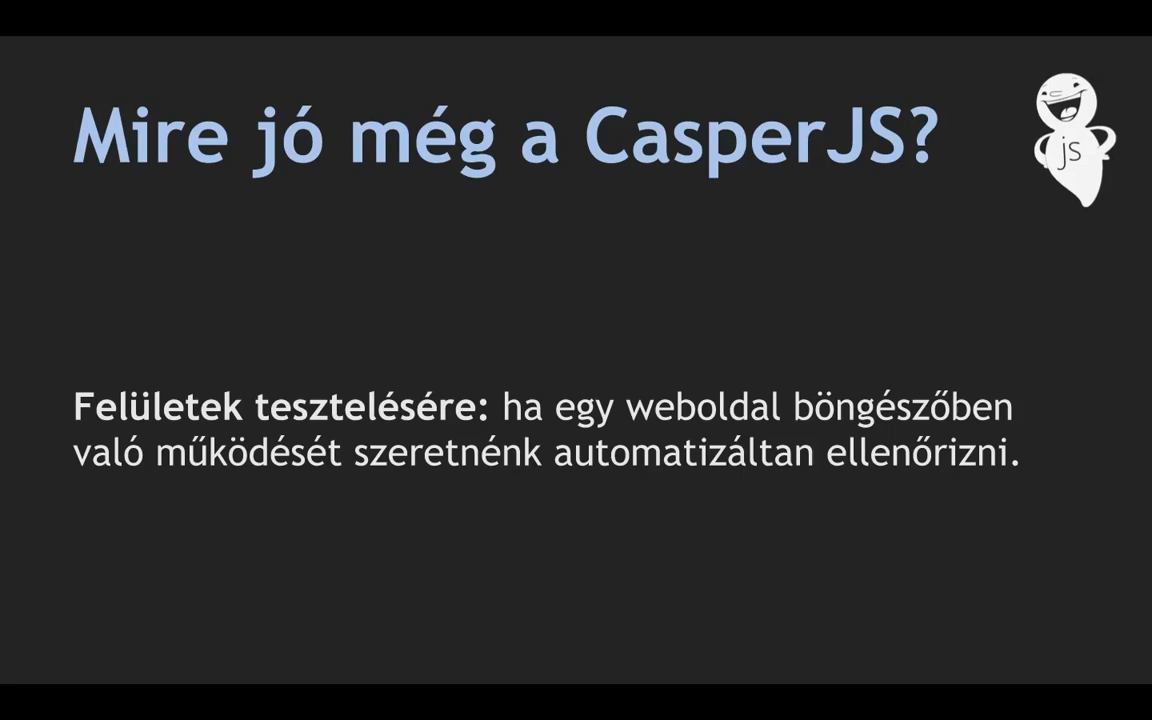 Mire jó még a CasperJS?
js
Felületek tesztelésére: ha egy weboldal böngészőben
való működését szeretnénk automatizáltan ellenőrizni.